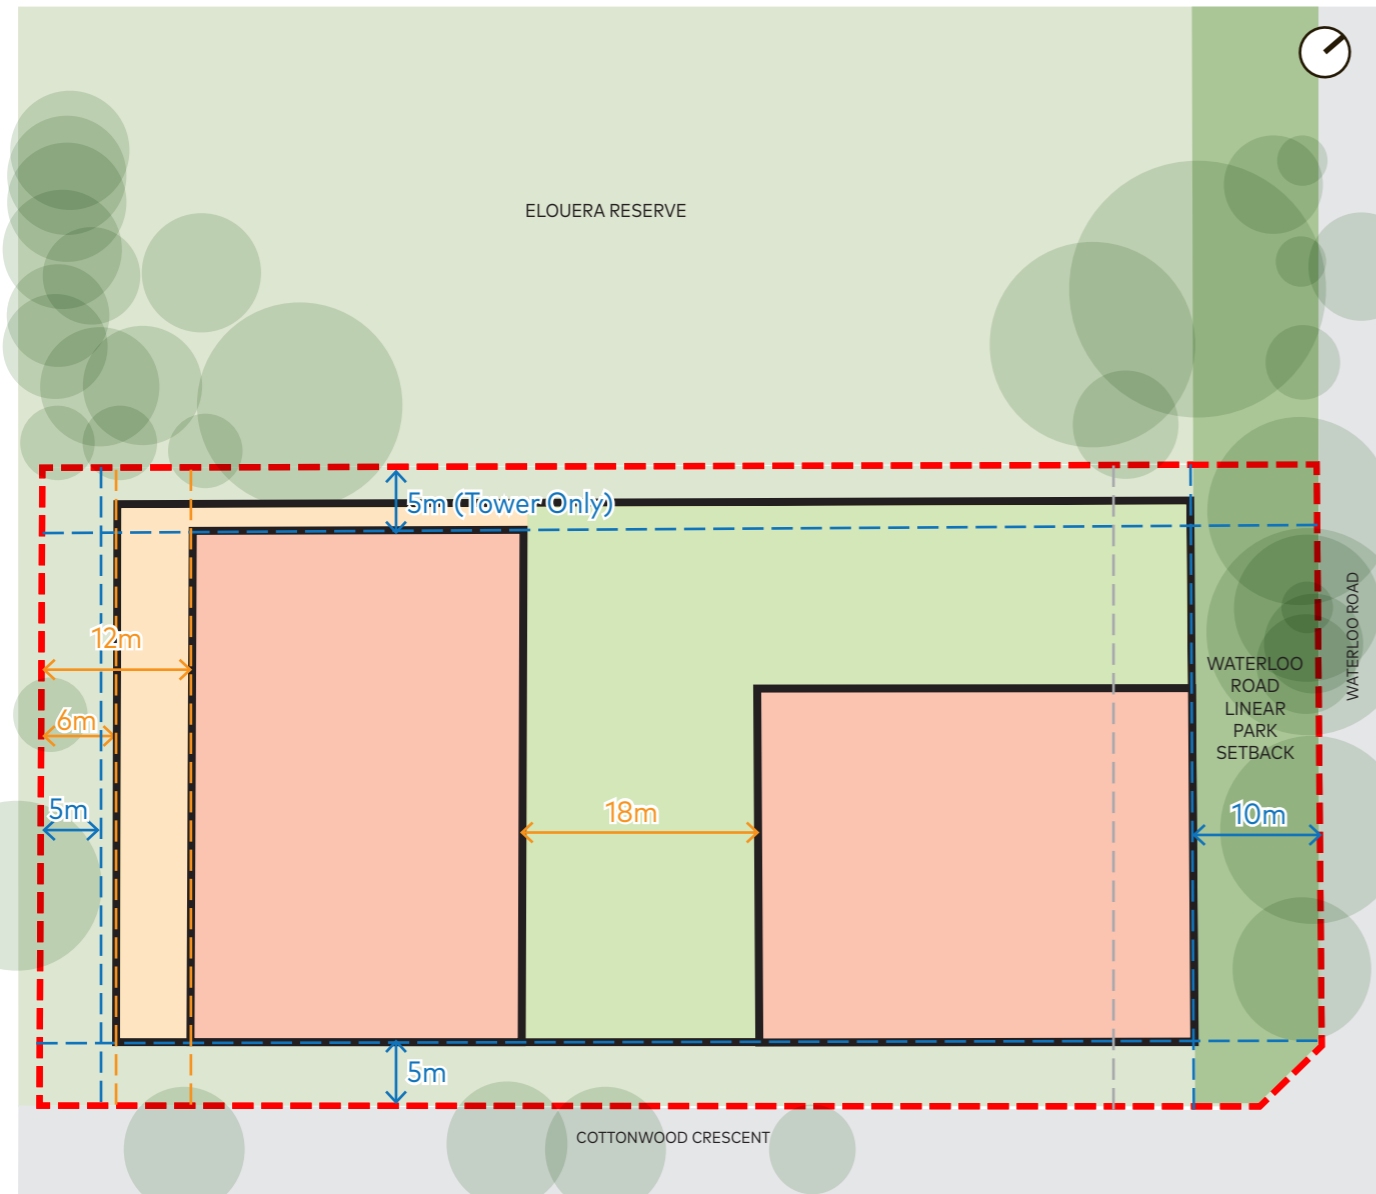 ELOUERA RESERVE
5m (Tower Only)
12m
6m
5m
18m
10m
5m
WATERLOO
ROAD
LINEAR
PARK
SETBACK
WATERLOO ROAD
COTTONWOOD CRESCENT